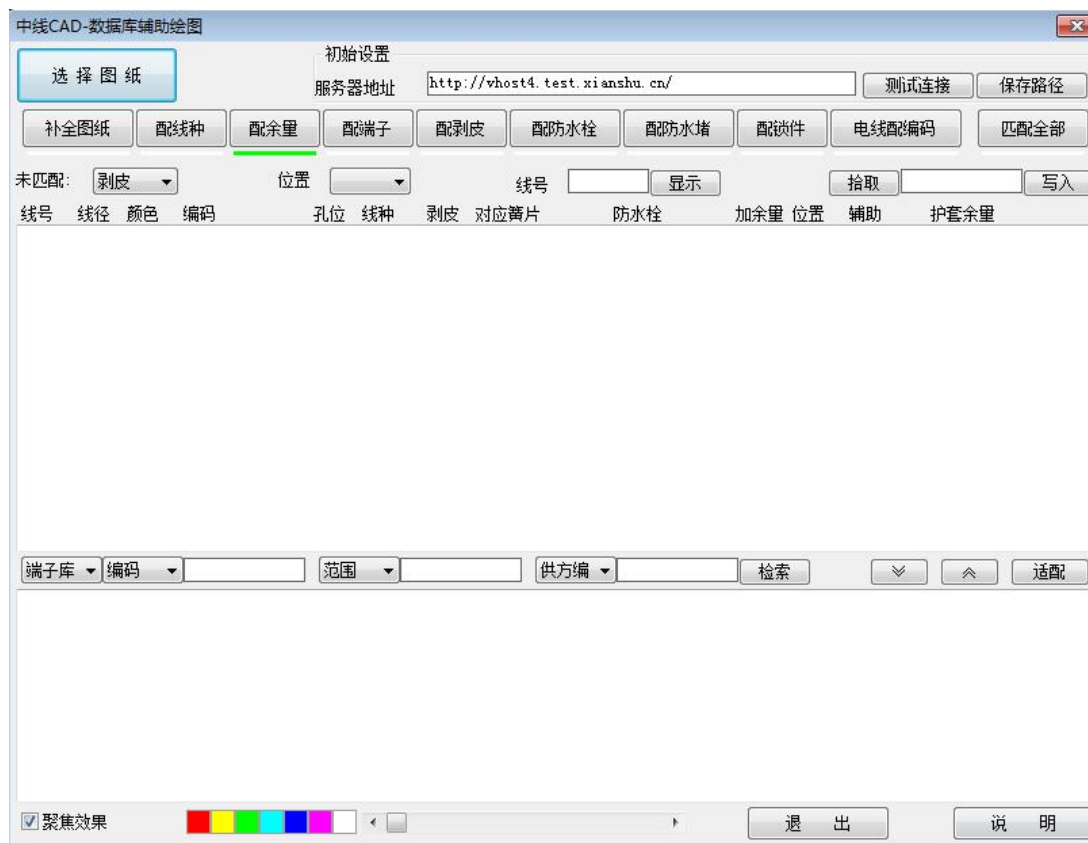 中线CAD-数据库辅助绘图
选 择 图 纸
初始设置
服务器地址 http://vhost4.test.xianshu.cn/ 测试连接 保存路径
补全图纸 配线种 配余量 配端子 配剥皮 配防水栓 配防水堵 配锁件 电线配编码 匹配全部
未匹配: 剥皮 位置 线号 显示 拾取 写入
线号 线径 颜色 编码 孔位 线种 剥皮 对应簧片 防水栓 加余量 位置 辅助 护套余量
端子库 编码 范围 供方编 检索 适配
聚焦效果 退 出 说 明